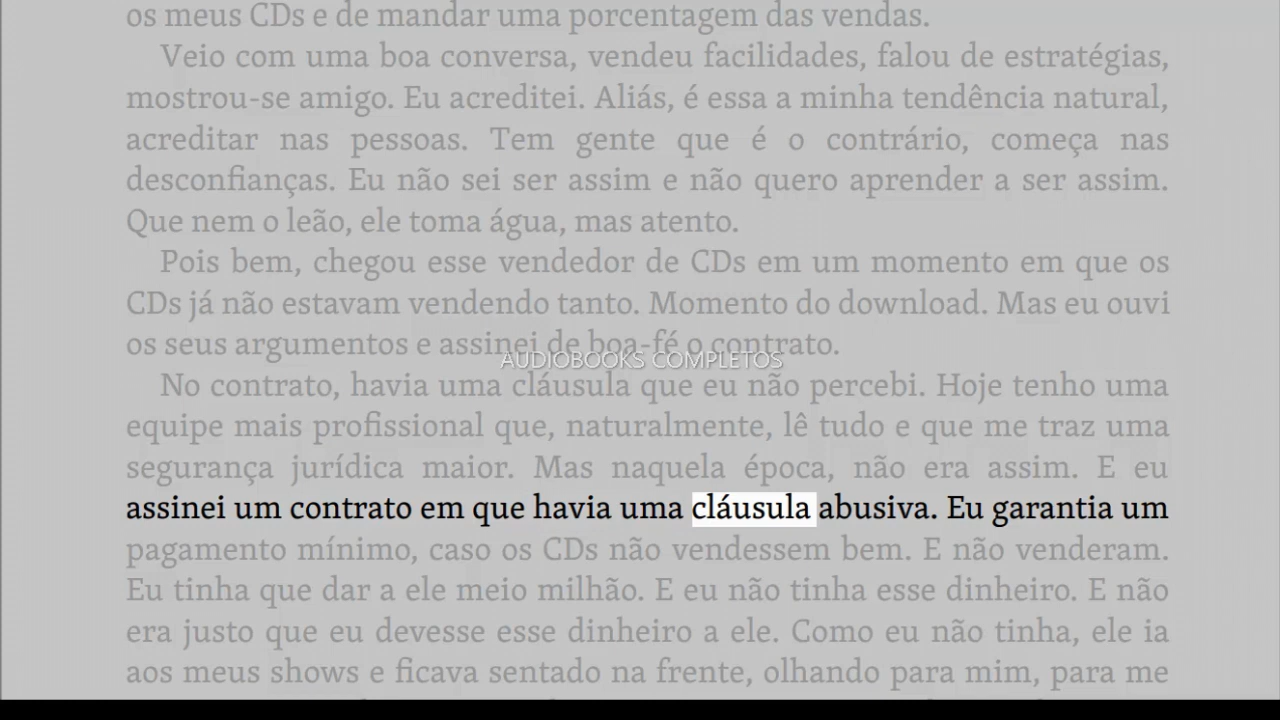 os meus CDs e de mandar uma porcentagem das vendas.
Veio com uma boa conversa, vendeu facilidades, falou de estratégias,
mostrou-se amigo. Eu acreditei. Aliás, é essa a minha tendência natural,
acreditar nas pessoas. Tem gente que é o contrário, começa nas
desconfianças. Eu não sei ser assim e não quero aprender a ser assim.
Que nem o leão, ele toma água, mas atento.
Pois bem, chegou esse vendedor de CDs em um momento em que os
CDs já não estavam vendendo tanto. Momento do download. Mas eu ouvi
os seus argumentos e assinei de boa-fé o contrato.
AUDIOBOOKS COMPLETOS
No contrato, havia uma cláusula que eu não percebi. Hoje tenho uma
equipe mais profissional que, naturalmente, lê tudo e que me traz uma
segurança jurídica maior. Mas naquela época, não era assim. E eu
assinei um contrato em que havia uma cláusula abusiva. Eu garantia um
pagamento mínimo, caso os CDs não vendessem bem. E não venderam.
Eu tinha que dar a ele meio milhão. E eu não tinha esse dinheiro. E não
era justo que eu devesse esse dinheiro a ele. Como eu não tinha, ele ia
aos meus shows e ficava sentado na frente, olhando para mim, para me